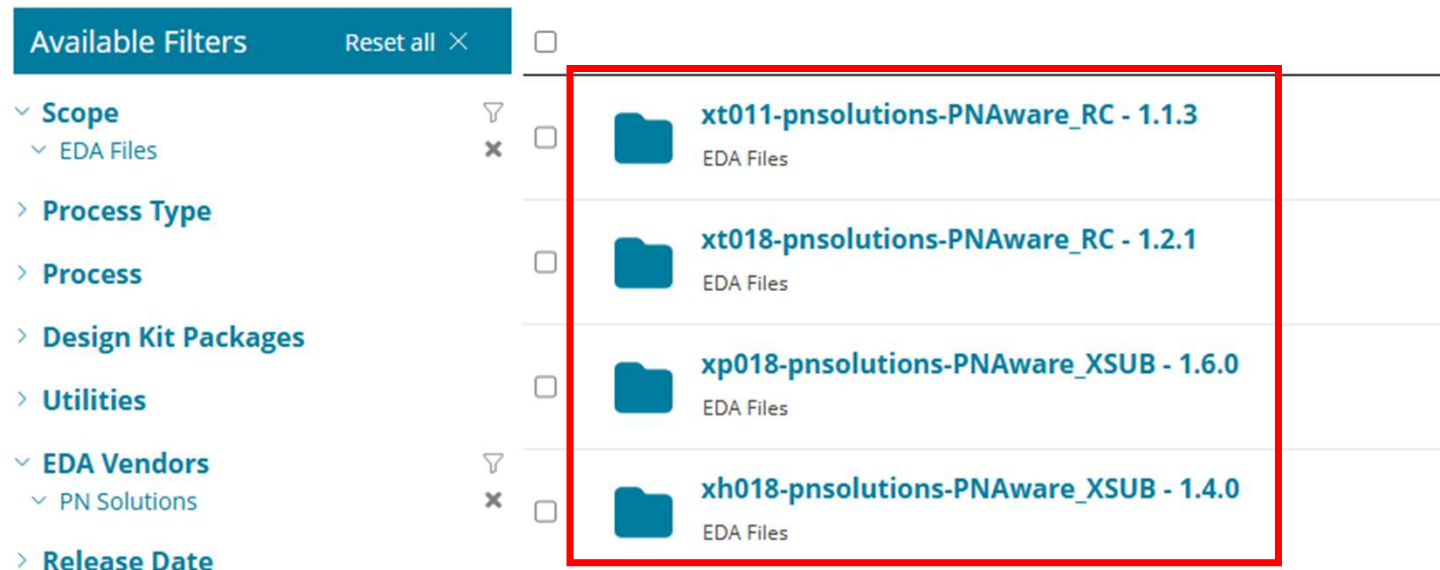 Available Filters Reset all ×
Scope
EDA Files
Process Type
Process
Design Kit Packages
Utilities
EDA Vendors
PN Solutions
Release Date
xt011-pnsolutions-PNAware_RC - 1.1.3
EDA Files
xt018-pnsolutions-PNAware_RC - 1.2.1
EDA Files
xp018-pnsolutions-PNAware_XSUB - 1.6.0
EDA Files
xh018-pnsolutions-PNAware_XSUB - 1.4.0
EDA Files